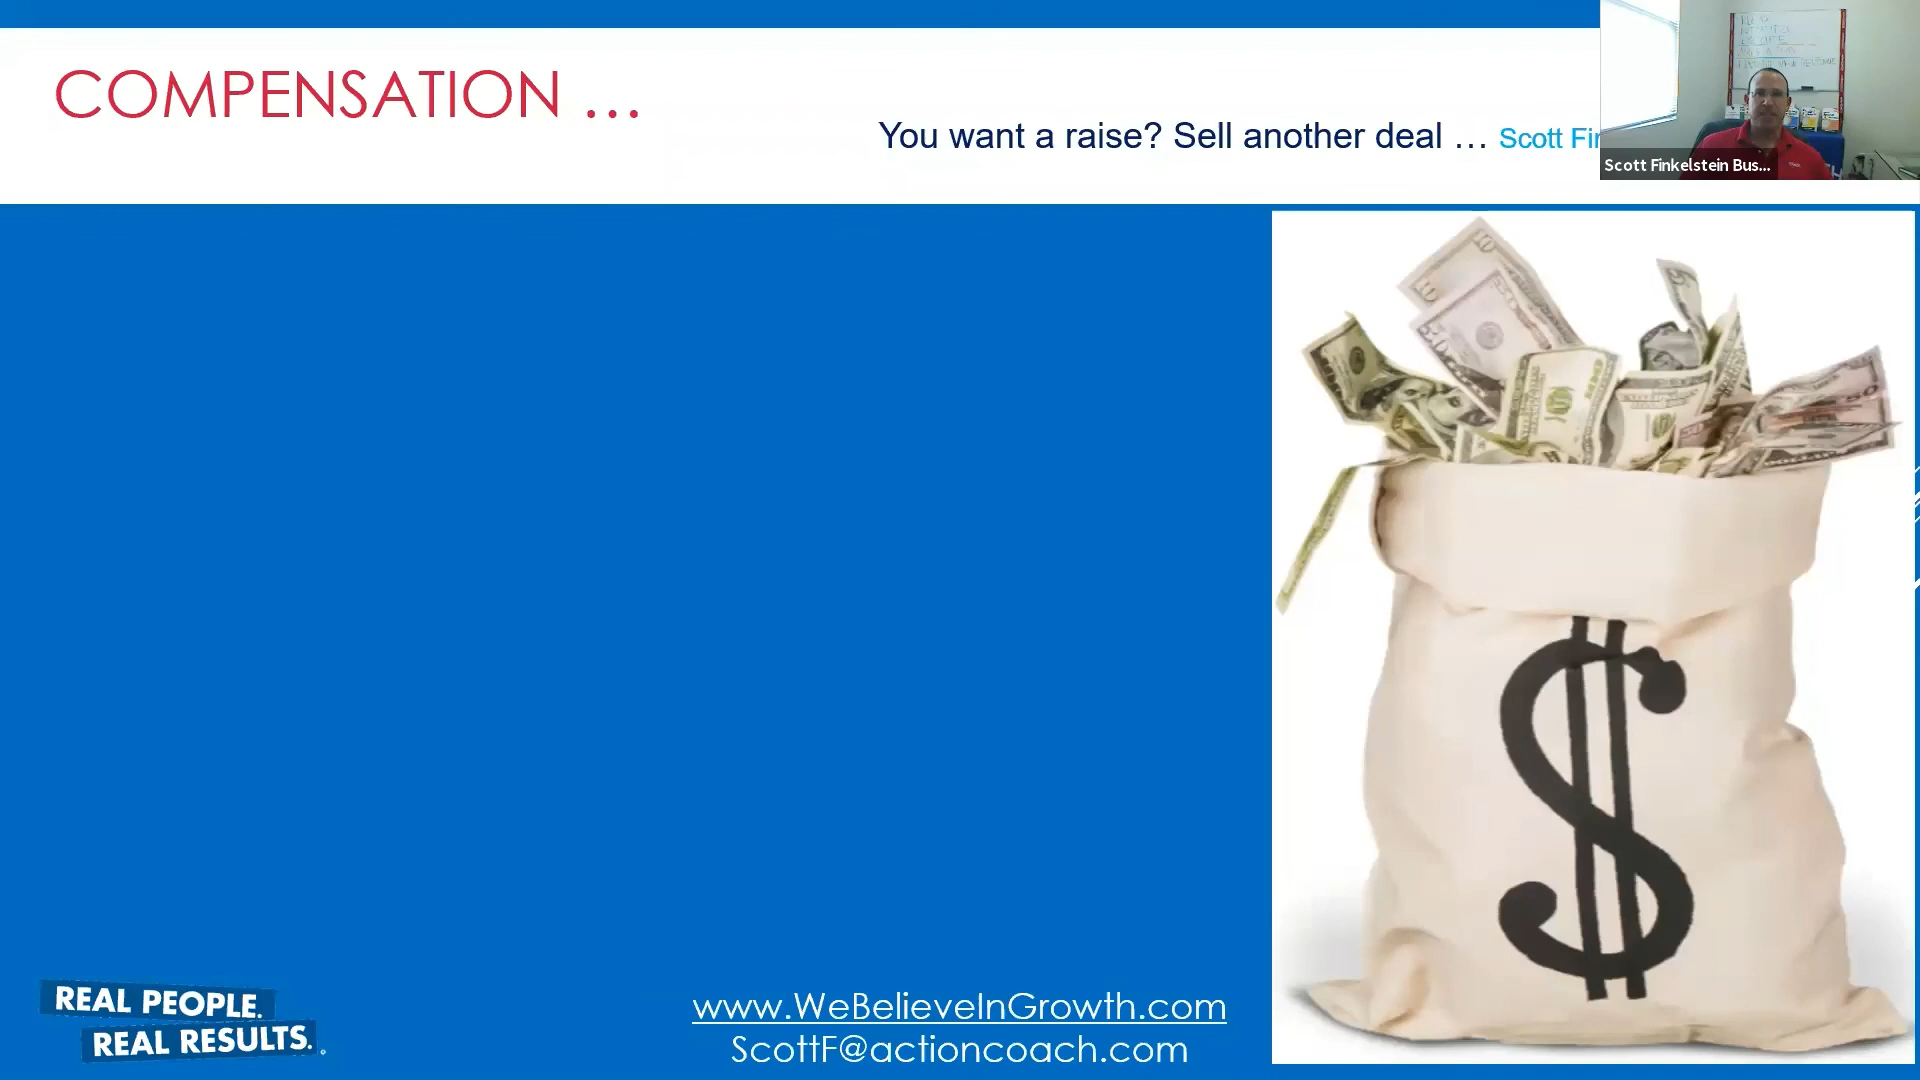 COMPENSATION ...
You want a raise? Sell another deal ... Scott Fin
Scott Finkelstein Bus...
REAL PEOPLE.
REAL RESULTS.
www.WeBelieveInGrowth.com
ScottF@actioncoach.com
$